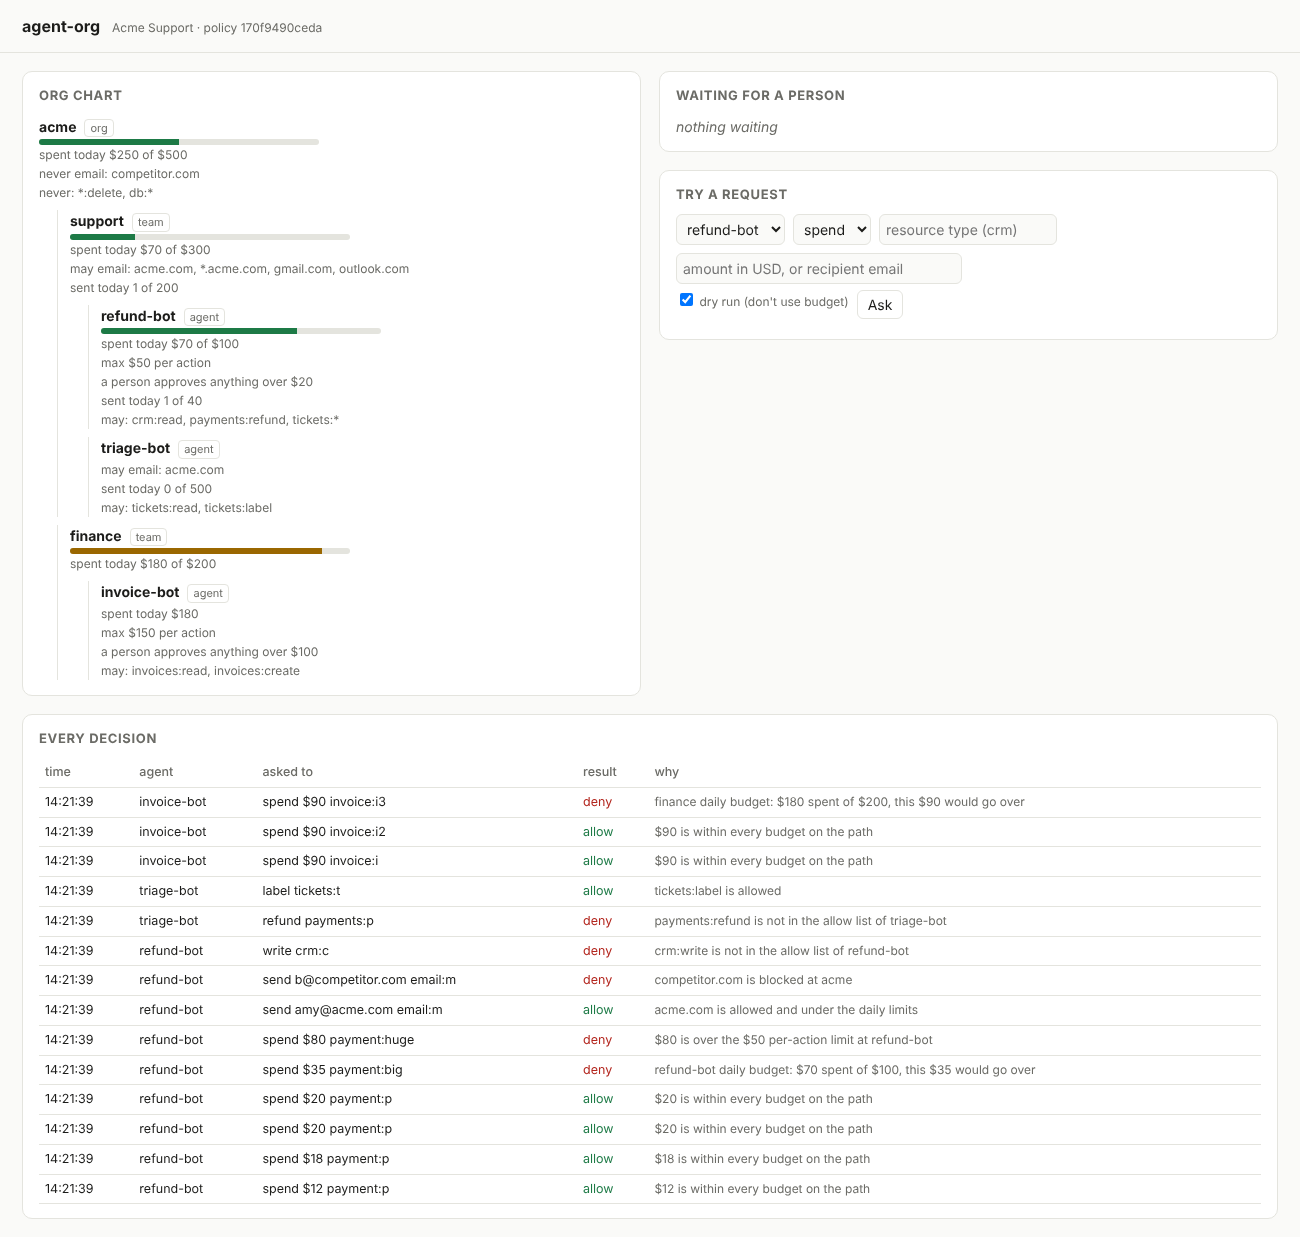 agent-org Acme Support · policy 170f9490ceda
ORG CHART
acme org
spent today $250 of $500
never email: competitor.com
never: *:delete, db:*
support team
spent today $70 of $300
may email: acme.com, *.acme.com, gmail.com, outlook.com
sent today 1 of 200
refund-bot agent
spent today $70 of $100
max $50 per action
a person approves anything over $20
sent today 1 of 40
may: crm:read, payments:refund, tickets:*
triage-bot agent
may email: acme.com
sent today 0 of 500
may: tickets:read, tickets:label
finance team
spent today $180 of $200
invoice-bot agent
spent today $180
max $150 per action
a person approves anything over $100
may: invoices:read, invoices:create
WAITING FOR A PERSON
nothing waiting
TRY A REQUEST
refund-bot spend resource type (crm)
amount in USD, or recipient email
dry run (don't use budget) Ask
EVERY DECISION
time agent asked to result why
14:21:39 invoice-bot spend $90 invoice:i3 deny finance daily budget: $180 spent of $200, this $90 would go over
14:21:39 invoice-bot spend $90 invoice:i2 allow $90 is within every budget on the path
14:21:39 invoice-bot spend $90 invoice:i allow $90 is within every budget on the path
14:21:39 triage-bot label tickets:t allow tickets:label is allowed
14:21:39 triage-bot refund payments:p deny payments:refund is not in the allow list of triage-bot
14:21:39 refund-bot write crm:c deny crm:write is not in the allow list of refund-bot
14:21:39 refund-bot send b@competitor.com email:m deny competitor.com is blocked at acme
14:21:39 refund-bot send amy@acme.com email:m allow acme.com is allowed and under the daily limits
14:21:39 refund-bot spend $80 payment:huge deny $80 is over the $50 per-action limit at refund-bot
14:21:39 refund-bot spend $35 payment:big deny refund-bot daily budget: $70 spent of $100, this $35 would go over
14:21:39 refund-bot spend $20 payment:p allow $20 is within every budget on the path
14:21:39 refund-bot spend $20 payment:p allow $20 is within every budget on the path
14:21:39 refund-bot spend $18 payment:p allow $18 is within every budget on the path
14:21:39 refund-bot spend $12 payment:p allow $12 is within every budget on the path